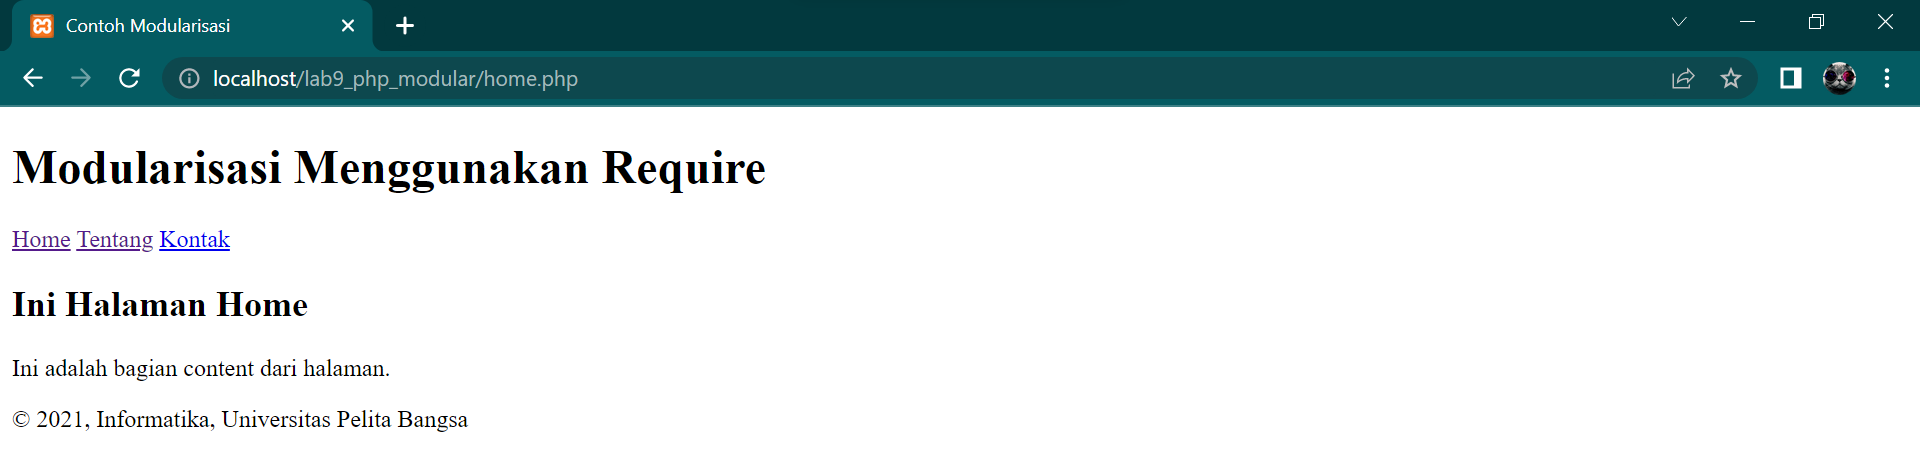 Contoh Modularisasi
localhost/lab9_php_modular/home.php
Modularisasi Menggunakan Require
Home Tentang Kontak
Ini Halaman Home
Ini adalah bagian content dari halaman.
© 2021, Informatika, Universitas Pelita Bangsa